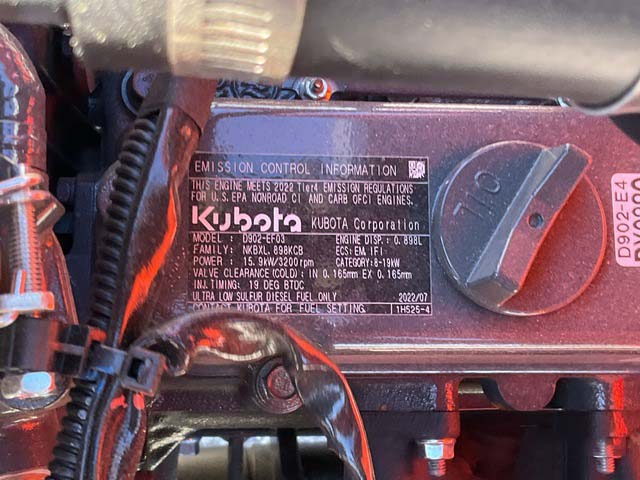 EMISSION CONTROL INFORMATION
THIS ENGINE MEETS 2022 Tier4 EMISSION REGULATIONS
FOR U.S. EPA NONROAD CI AND CARB OFCI ENGINES.
Kubota KUBOTA Corporation
MODEL : D902-EF03 ENGINE DISP.: 0.898L
FAMILY: NKBXL.898KCB ECS: EM, IFI
POWER : 15.9kW/3200rpm CATEGORY:8-19kW
VALVE CLEARANCE(COLD): IN 0.165mm EX 0.165mm
INJ.TIMING: 19 DEG BTDC
ULTRA LOW SULFUR DIESEL FUEL ONLY 2022/07
CONTACT KUBOTA FOR FUEL SETTING. 1H525-4
OIL
D902-E4